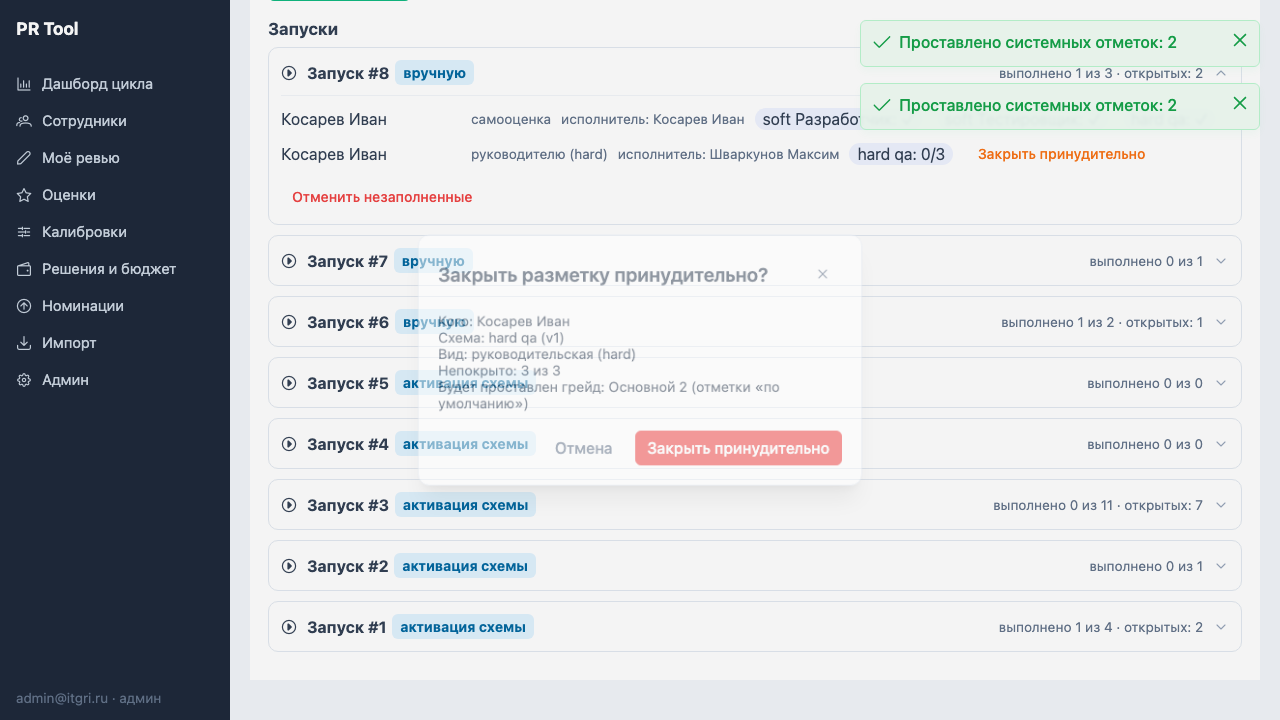 PR Tool
Дашборд цикла
Сотрудники
Моё ревью
Оценки
Калибровки
Решения и бюджет
Номинации
Импорт
Админ
admin@itgri.ru · админ
Запуски
Проставлено системных отметок: 2
Проставлено системных отметок: 2
Запуск #8 вручную выполнено 1 из 3 · открытых: 2
Косарев Иван самооценка исполнитель: Косарев Иван soft Разрабо
Косарев Иван руководителю (hard) исполнитель: Шваркунов Максим hard qa: 0/3 Закрыть принудительно
Отменить незаполненные
Запуск #7 вручную выполнено 0 из 1
Запуск #6 вручную выполнено 1 из 2 · открытых: 1
Запуск #5 активация схемы выполнено 0 из 0
Запуск #4 активация схемы выполнено 0 из 0
Запуск #3 активация схемы выполнено 0 из 11 · открытых: 7
Запуск #2 активация схемы выполнено 0 из 1
Запуск #1 активация схемы выполнено 1 из 4 · открытых: 2
Закрыть разметку принудительно?
Кого: Косарев Иван
Схема: hard qa (v1)
Вид: руководительская (hard)
Непокрыто: 3 из 3
Будет проставлен грейд: Основной 2 (отметки «по
умолчанию»)
Отмена
Закрыть принудительно